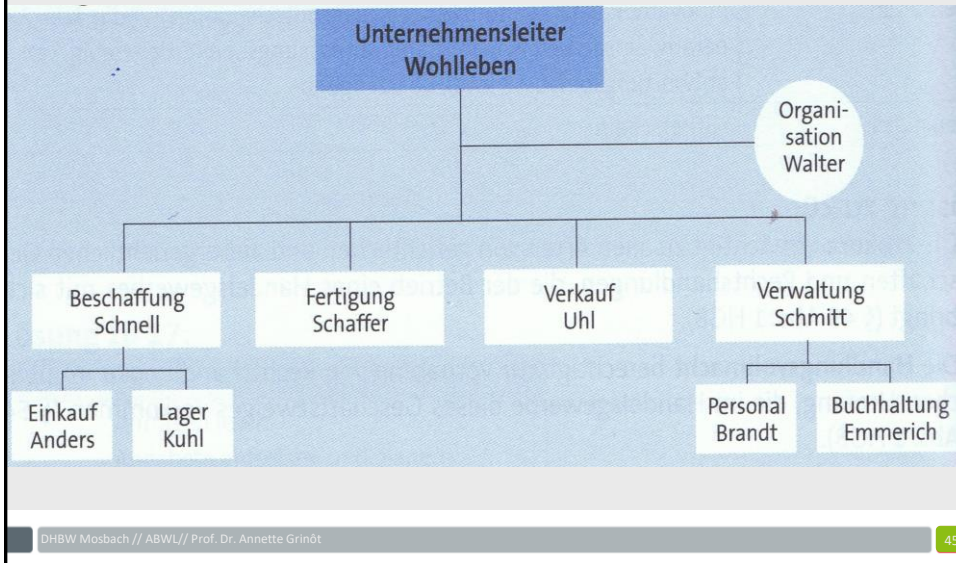 Unternehmensleiter
Wohlleben
Organi-
sation
Walter
Beschaffung
Schnell
Fertigung
Schaffer
Verkauf
Uhl
Verwaltung
Schmitt
Einkauf
Anders
Lager
Kuhl
Personal
Brandt
Buchhaltung
Emmerich
DHBW Mosbach // ABWL// Prof. Dr. Annette Grinôt
45